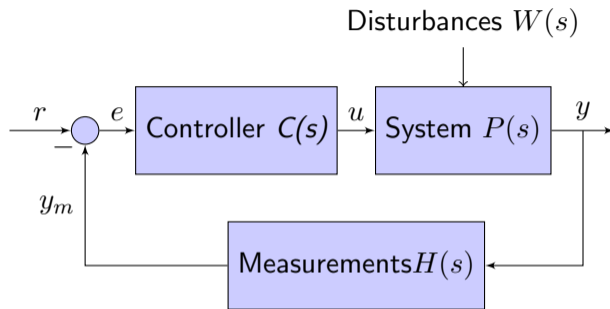 Disturbances W(s)
r
e
Controller C(s)
u
System P(s)
y
−
y_m
MeasurementsH(s)